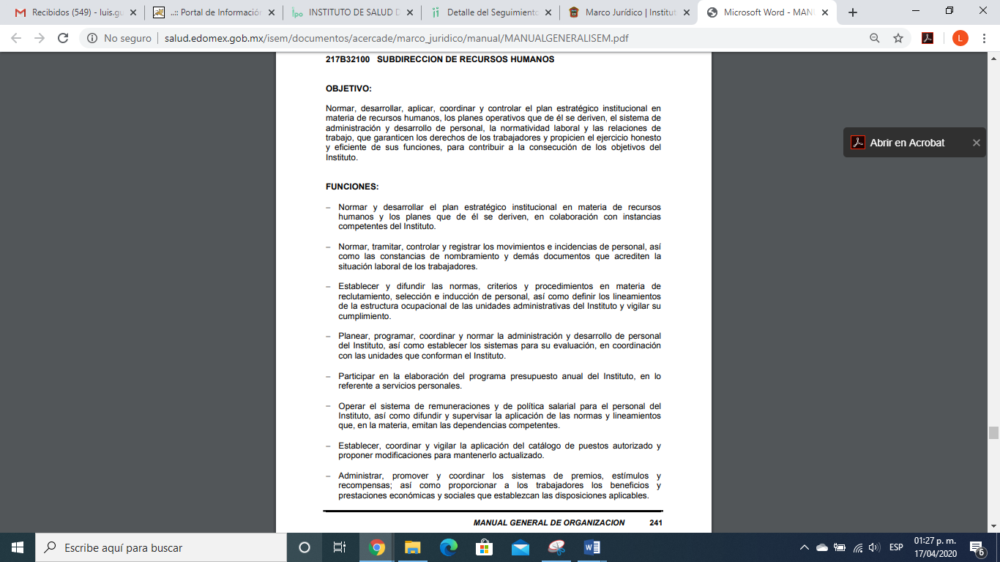 Recibidos (549) - luis.gu
..:: Portal de Información
INSTITUTO DE SALUD D
Detalle del Seguimiento
Marco Jurídico | Institut
Microsoft Word - MAN
No seguro | salud.edomex.gob.mx/isem/documentos/acercade/marco_juridico/manual/MANUALGENERALISEM.pdf
L
217B32100 SUBDIRECCION DE RECURSOS HUMANOS
OBJETIVO:
Normar, desarrollar, aplicar, coordinar y controlar el plan estratégico institucional en
materia de recursos humanos, los planes operativos que de él se deriven, el sistema de
administración y desarrollo de personal, la normatividad laboral y las relaciones de
trabajo, que garanticen los derechos de los trabajadores y propicien el ejercicio honesto
y eficiente de sus funciones, para contribuir a la consecución de los objetivos del
Instituto.
Abrir en Acrobat
FUNCIONES:
– Normar y desarrollar el plan estratégico institucional en materia de recursos
humanos y los planes que de él se deriven, en colaboración con instancias
competentes del Instituto.
– Normar, tramitar, controlar y registrar los movimientos e incidencias de personal, así
como las constancias de nombramiento y demás documentos que acrediten la
situación laboral de los trabajadores.
– Establecer y difundir las normas, criterios y procedimientos en materia de
reclutamiento, selección e inducción de personal, así como definir los lineamientos
de la estructura ocupacional de las unidades administrativas del Instituto y vigilar su
cumplimiento.
– Planear, programar, coordinar y normar la administración y desarrollo de personal
del Instituto, así como establecer los sistemas para su evaluación, en coordinación
con las unidades que conforman el Instituto.
– Participar en la elaboración del programa presupuesto anual del Instituto, en lo
referente a servicios personales.
– Operar el sistema de remuneraciones y de política salarial para el personal del
Instituto, así como difundir y supervisar la aplicación de las normas y lineamientos
que, en la materia, emitan las dependencias competentes.
– Establecer, coordinar y vigilar la aplicación del catálogo de puestos autorizado y
proponer modificaciones para mantenerlo actualizado.
– Administrar, promover y coordinar los sistemas de premios, estímulos y
recompensas; así como proporcionar a los trabajadores los beneficios y
prestaciones económicas y sociales que establezcan las disposiciones aplicables.
MANUAL GENERAL DE ORGANIZACION 241
Escribe aquí para buscar
ESP
01:27 p. m.
17/04/2020
6